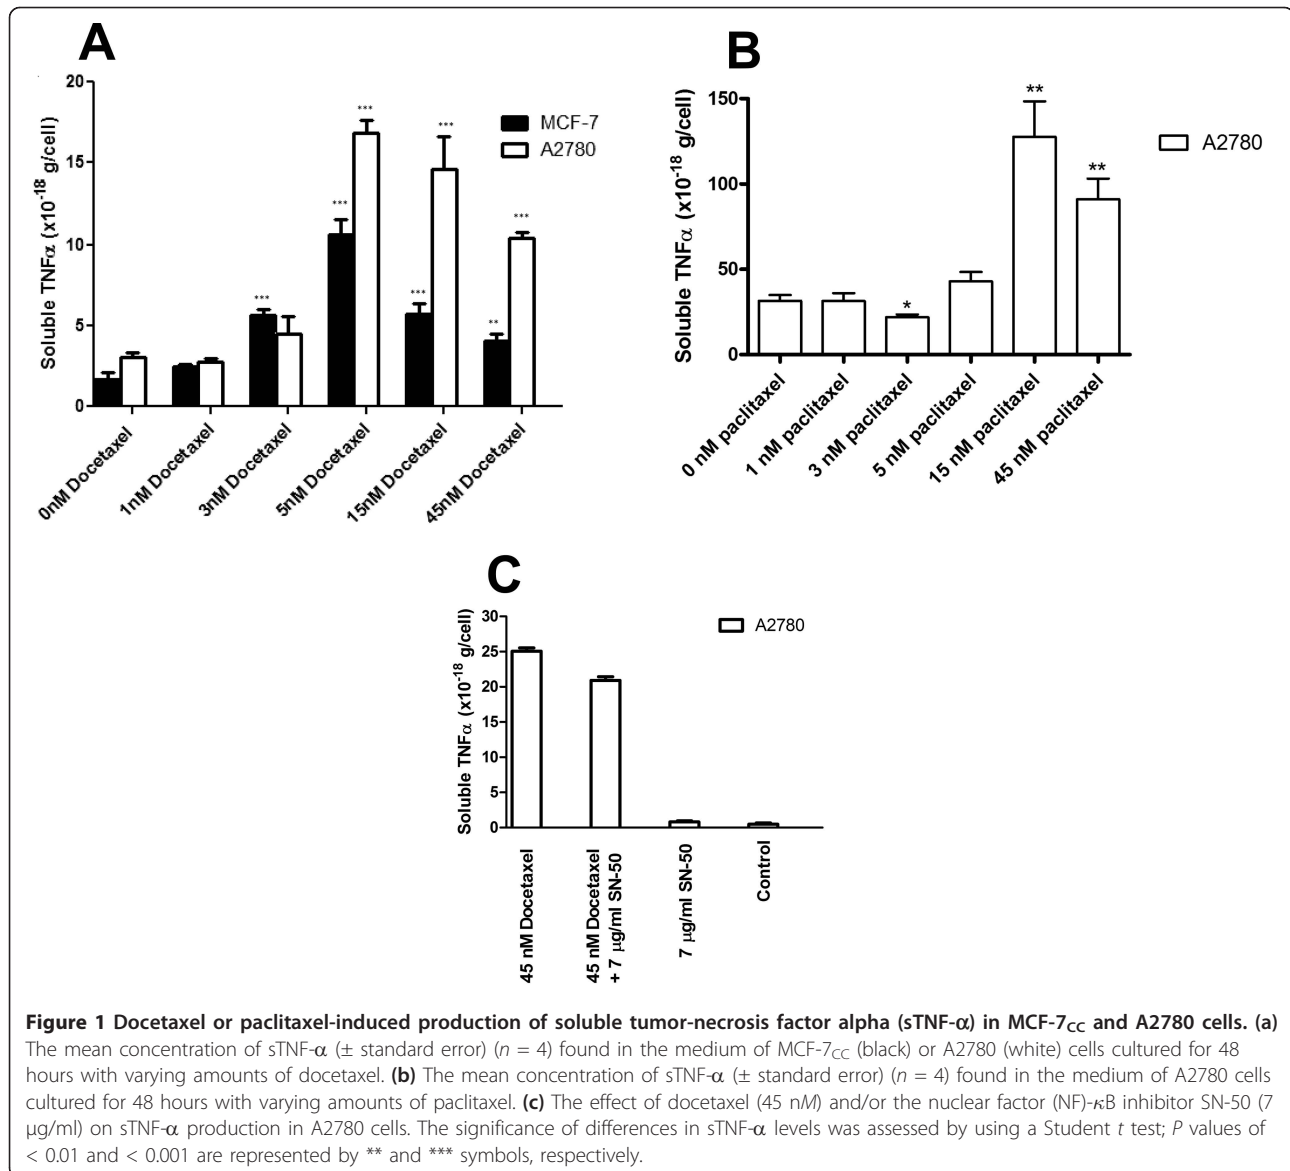 A
20
15
10
5
0
Soluble TNFα (x10-18 g/cell)
MCF-7
A2780
***
***
***
***
***
***
**
0nM Docetaxel
1nM Docetaxel
3nM Docetaxel
5nM Docetaxel
15nM Docetaxel
45nM Docetaxel
B
150
100
50
0
Soluble TNFα (x10-18 g/cell)
A2780
*
**
**
0 nM paclitaxel
1 nM paclitaxel
3 nM paclitaxel
5 nM paclitaxel
15 nM paclitaxel
45 nM paclitaxel
C
30
25
20
15
10
5
0
Soluble TNFα (x10-18 g/cell)
A2780
45 nM Docetaxel
45 nM Docetaxel
+ 7 μg/ml SN-50
7 μg/ml SN-50
Control
Figure 1 Docetaxel or paclitaxel-induced production of soluble tumor-necrosis factor alpha (sTNF-α) in MCF-7CC and A2780 cells. (a)
The mean concentration of sTNF-α (± standard error) (n = 4) found in the medium of MCF-7CC (black) or A2780 (white) cells cultured for 48
hours with varying amounts of docetaxel. (b) The mean concentration of sTNF-α (± standard error) (n = 4) found in the medium of A2780 cells
cultured for 48 hours with varying amounts of paclitaxel. (c) The effect of docetaxel (45 nM) and/or the nuclear factor (NF)-κB inhibitor SN-50 (7
μg/ml) on sTNF-α production in A2780 cells. The significance of differences in sTNF-α levels was assessed by using a Student t test; P values of
< 0.01 and < 0.001 are represented by ** and *** symbols, respectively.